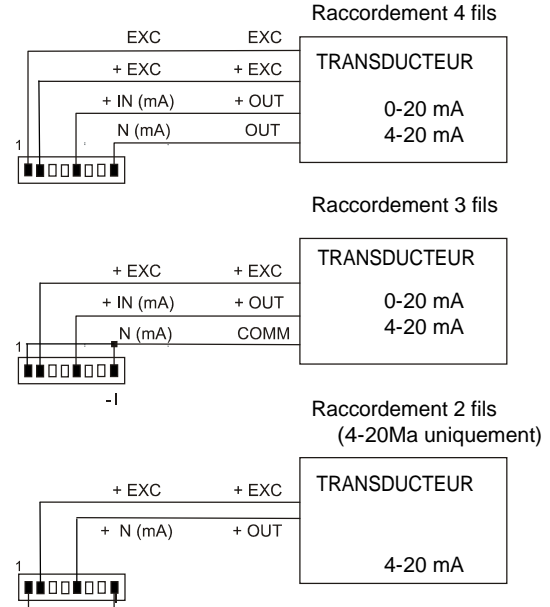 Raccordement 4 fils
EXC EXC
+ EXC + EXC
+ IN (mA) + OUT
N (mA) OUT
1
TRANSDUCTEUR
0-20 mA
4-20 mA
Raccordement 3 fils
+ EXC + EXC
+ IN (mA) + OUT
N (mA) COMM
1
-I
TRANSDUCTEUR
0-20 mA
4-20 mA
Raccordement 2 fils
(4-20Ma uniquement)
+ EXC + EXC
+ N (mA) + OUT
1
TRANSDUCTEUR
4-20 mA